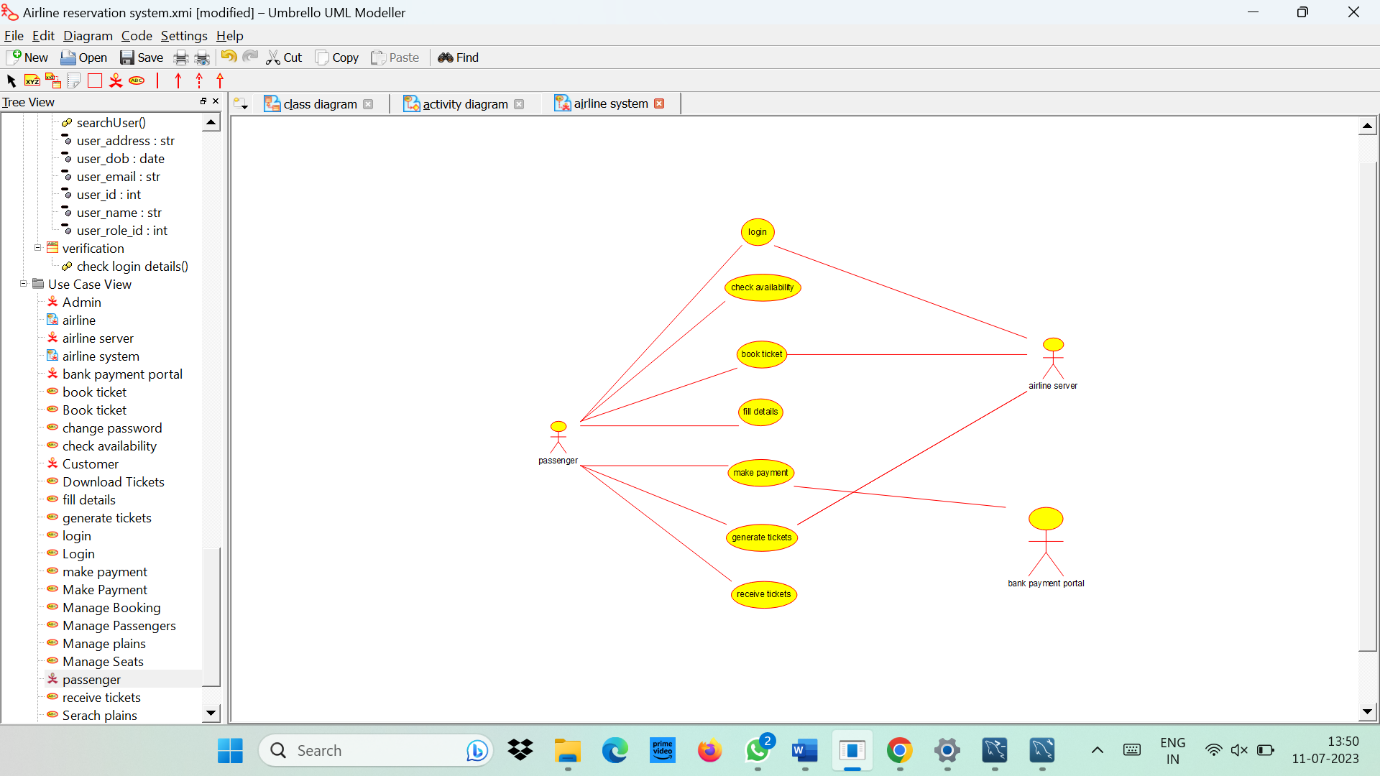 Airline reservation system.xmi [modified] – Umbrello UML Modeller
File Edit Diagram Code Settings Help
New Open Save Cut Copy Paste Find
XYZ ABC
Tree View
class diagram activity diagram airline system
searchUser()
user_address : str
user_dob : date
user_email : str
user_id : int
user_name : str
user_role_id : int
verification
check login details()
Use Case View
Admin
airline
airline server
airline system
bank payment portal
book ticket
Book ticket
change password
check availability
Customer
Download Tickets
fill details
generate tickets
login
Login
make payment
Make Payment
Manage Booking
Manage Passengers
Manage plains
Manage Seats
passenger
receive tickets
Serach plains
login
check availability
book ticket
airline server
fill details
passenger
make payment
generate tickets
bank payment portal
receive tickets
Search
prime video
2
W
ENG
IN
13:50
11-07-2023